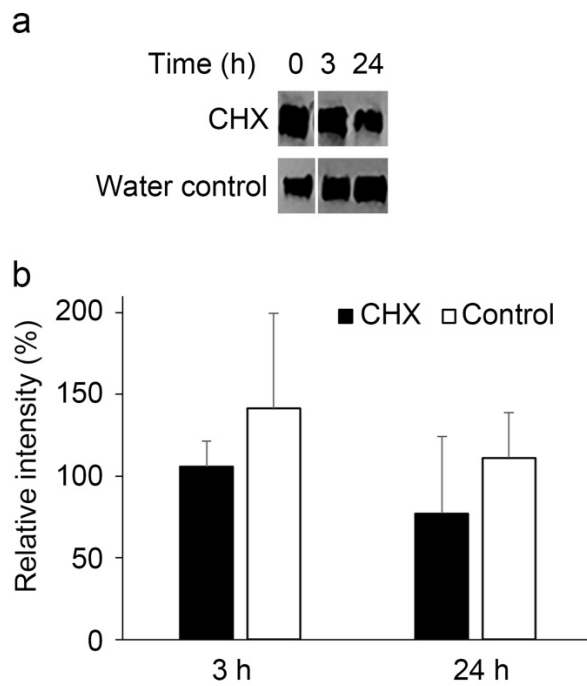 a
Time (h) 0 3 24
CHX
Water control
b
Relative intensity (%)
200
150
100
50
0
CHX Control
3 h 24 h